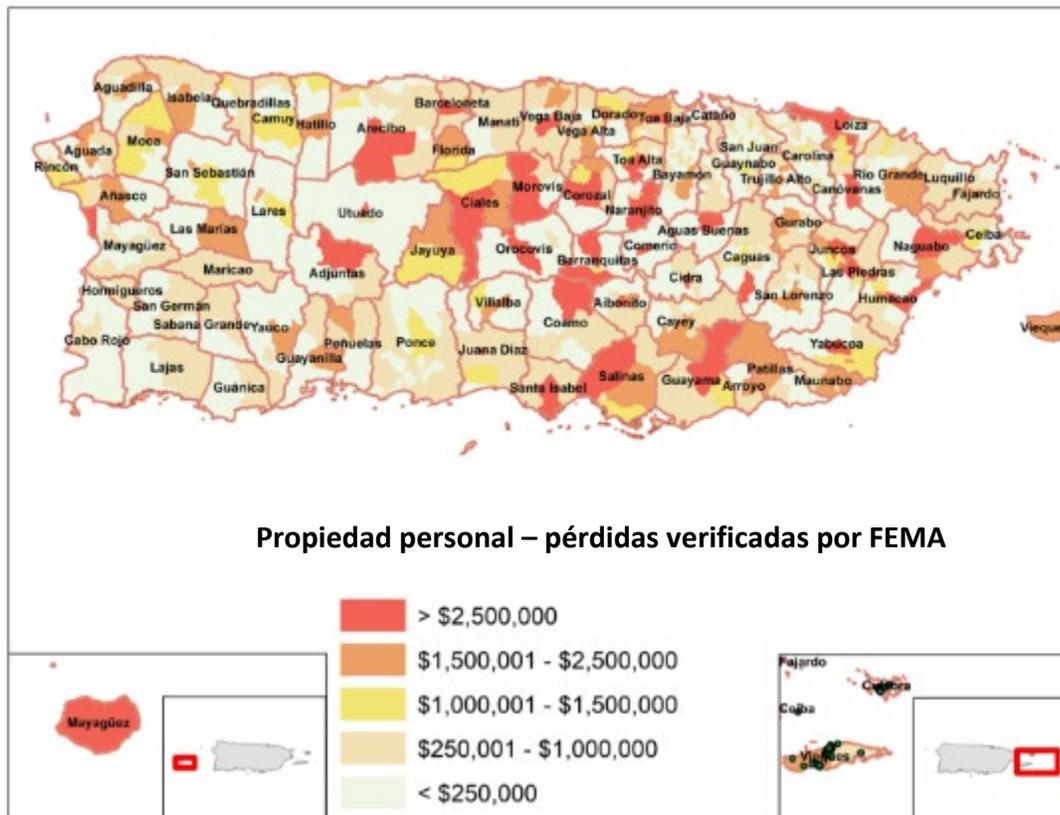 Aguadilla
Isabela
Quebradillas
Camuy
Hatillo
Arecibo
Barceloneta
Manatí
Vega Baja
Vega Alta
Dorado
Toa Baja
Cataño
Loiza
Moca
Aguada
Rincón
San Sebastián
Florida
Toa Alta
Bayamón
San Juan
Guaynabo
Carolina
Trujillo Alto
Canóvanas
Río Grande
Luquillo
Fajardo
Añasco
Lares
Utuado
Ciales
Morovis
Corozal
Naranjito
Las Marías
Mayagüez
Maricao
Adjuntas
Jayuya
Orocovis
Barranquitas
Comerío
Aguas Buenas
Caguas
Gurabo
Juncos
Las Piedras
Naguabo
Ceiba
Hormigueros
San Germán
Sabana Grande
Yauco
Cabo Rojo
Lajas
Guánica
Guayanilla
Peñuelas
Ponce
Villalba
Juana Díaz
Coamo
Aibonito
Cidra
Cayey
San Lorenzo
Humacao
Yabucoa
Santa Isabel
Salinas
Guayama
Arroyo
Patillas
Maunabo
Vieque
Propiedad personal – pérdidas verificadas por FEMA
> $2,500,000
$1,500,001 - $2,500,000
$1,000,001 - $1,500,000
$250,001 - $1,000,000
< $250,000
Mayagüez
Fajardo
Culebra
Ceiba
Vieques